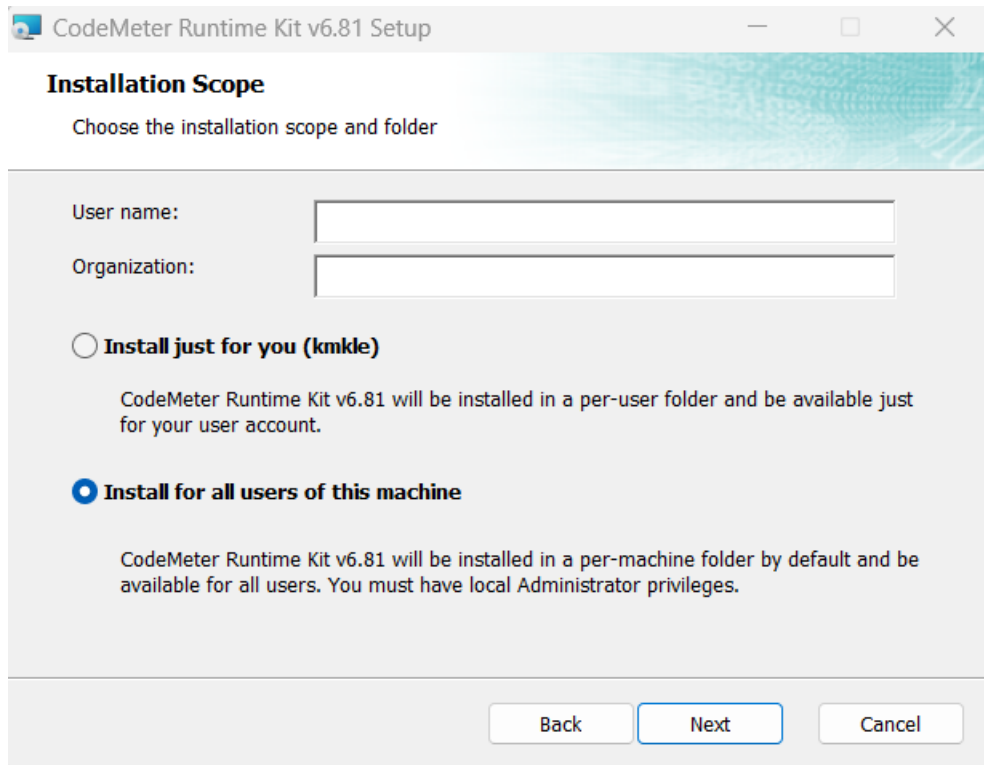 CodeMeter Runtime Kit v6.81 Setup
Installation Scope
Choose the installation scope and folder
User name:
Organization:
Install just for you (kmkle)
CodeMeter Runtime Kit v6.81 will be installed in a per-user folder and be available just
for your user account.
Install for all users of this machine
CodeMeter Runtime Kit v6.81 will be installed in a per-machine folder by default and be
available for all users. You must have local Administrator privileges.
Back Next Cancel